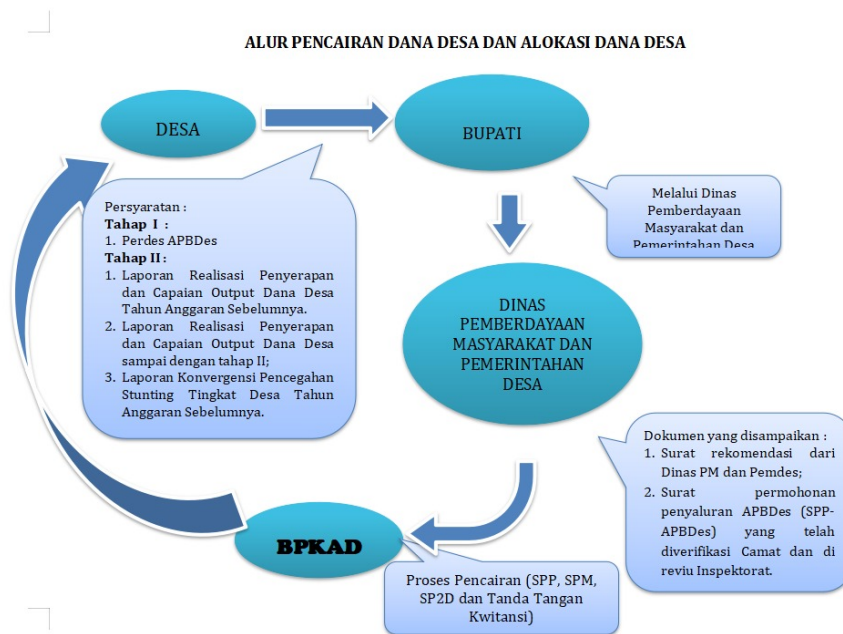 ALUR PENCAIRAN DANA DESA DAN ALOKASI DANA DESA
DESA
BUPATI
Melalui Dinas
Pemberdayaan
Masyarakat dan
Pemerintahan Desa
Persyaratan :
Tahap I :
1. Perdes APBDes
Tahap II :
1. Laporan Realisasi Penyerapan
dan Capaian Output Dana Desa
Tahun Anggaran Sebelumnya.
2. Laporan Realisasi Penyerapan
dan Capaian Output Dana Desa
sampai dengan tahap II;
3. Laporan Konvergensi Pencegahan
Stunting Tingkat Desa Tahun
Anggaran Sebelumnya.
DINAS
PEMBERDAYAAN
MASYARAKAT DAN
PEMERINTAHAN
DESA
Dokumen yang disampaikan :
1. Surat rekomendasi dari
Dinas PM dan Pemdes;
2. Surat permohonan
penyaluran APBDes (SPP-
APBDes) yang telah
diverifikasi Camat dan di
reviu Inspektorat.
BPKAD
Proses Pencairan (SPP, SPM,
SP2D dan Tanda Tangan
Kwitansi)